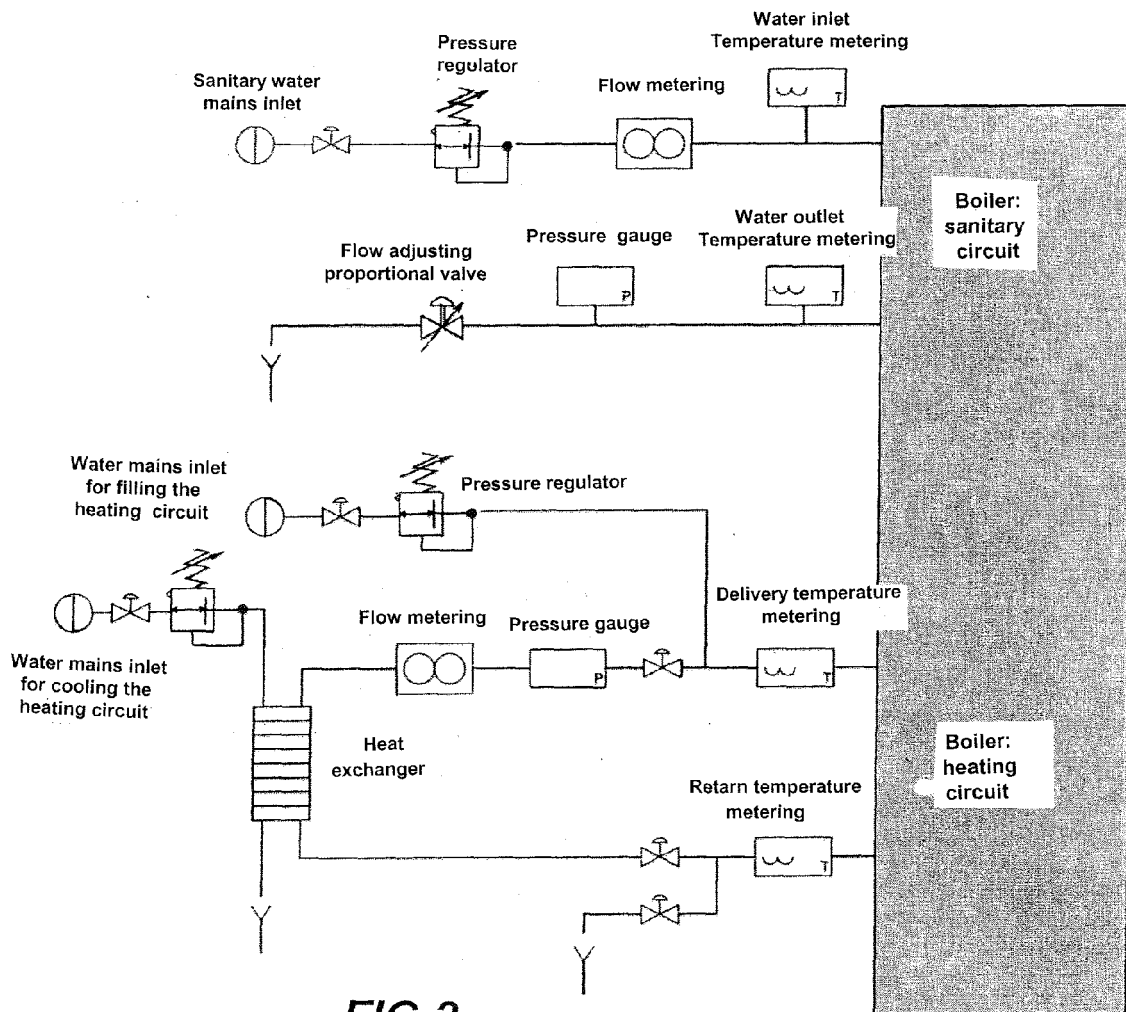 Water inlet
Temperature metering
Pressure
regulator
Flow metering
Sanitary water
mains inlet
T
Boiler:
sanitary
circuit
Water outlet
Temperature metering
Pressure gauge
Flow adjusting
proportional valve
P
T
Water mains inlet
for filling the
heating circuit
Pressure regulator
Delivery temperature
metering
Flow metering
Pressure gauge
Water mains inlet
for cooling the
heating circuit
P
T
Heat
exchanger
Boiler:
heating
circuit
Retarn temperature
metering
T
FIG 2